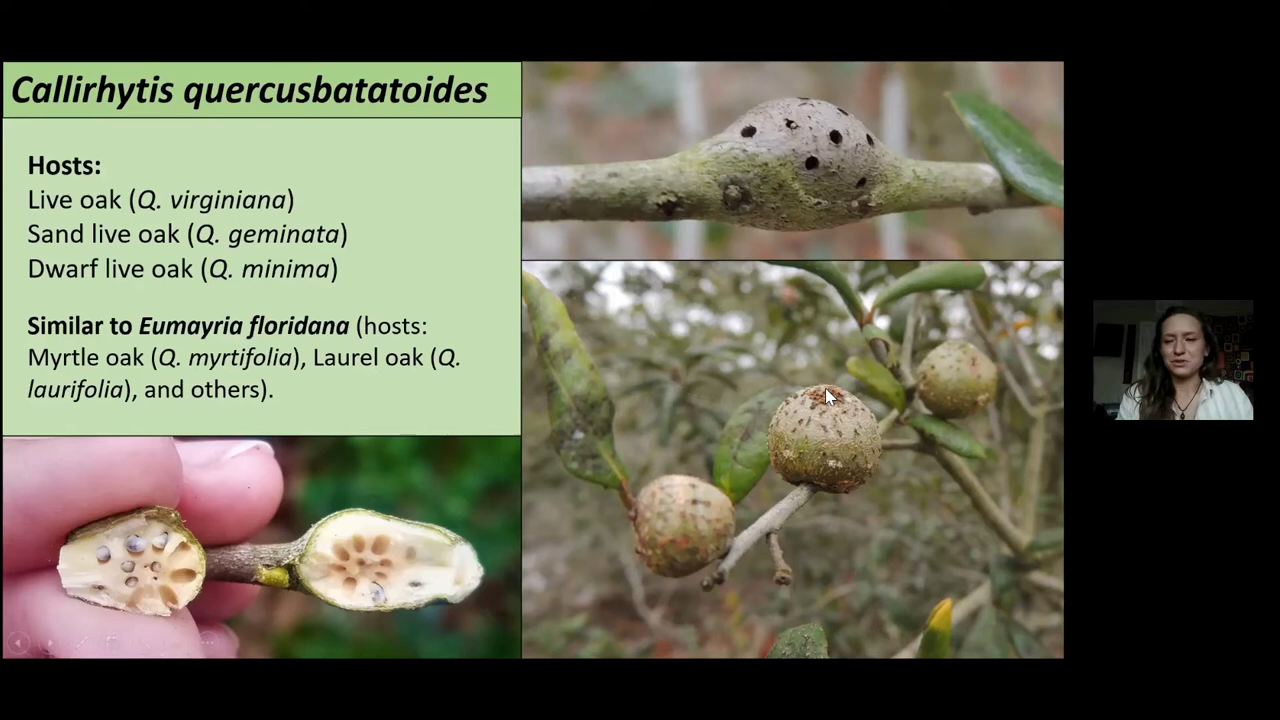 Callirhytis quercusbatatoides
Hosts:
Live oak (Q. virginiana)
Sand live oak (Q. geminata)
Dwarf live oak (Q. minima)
Similar to Eumayria floridana (hosts:
Myrtle oak (Q. myrtifolia), Laurel oak (Q.
laurifolia), and others).